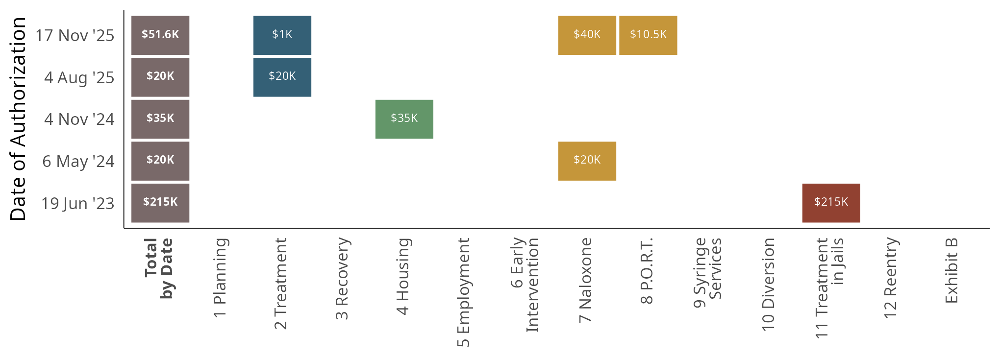 Date of Authorization
17 Nov '25 $51.6K $1K $40K $10.5K
4 Aug '25 $20K $20K
4 Nov '24 $35K $35K
6 May '24 $20K $20K
19 Jun '23 $215K $215K
Total
by Date
1 Planning
2 Treatment
3 Recovery
4 Housing
5 Employment
6 Early
Intervention
7 Naloxone
8 P.O.R.T.
9 Syringe
Services
10 Diversion
11 Treatment
in Jails
12 Reentry
Exhibit B